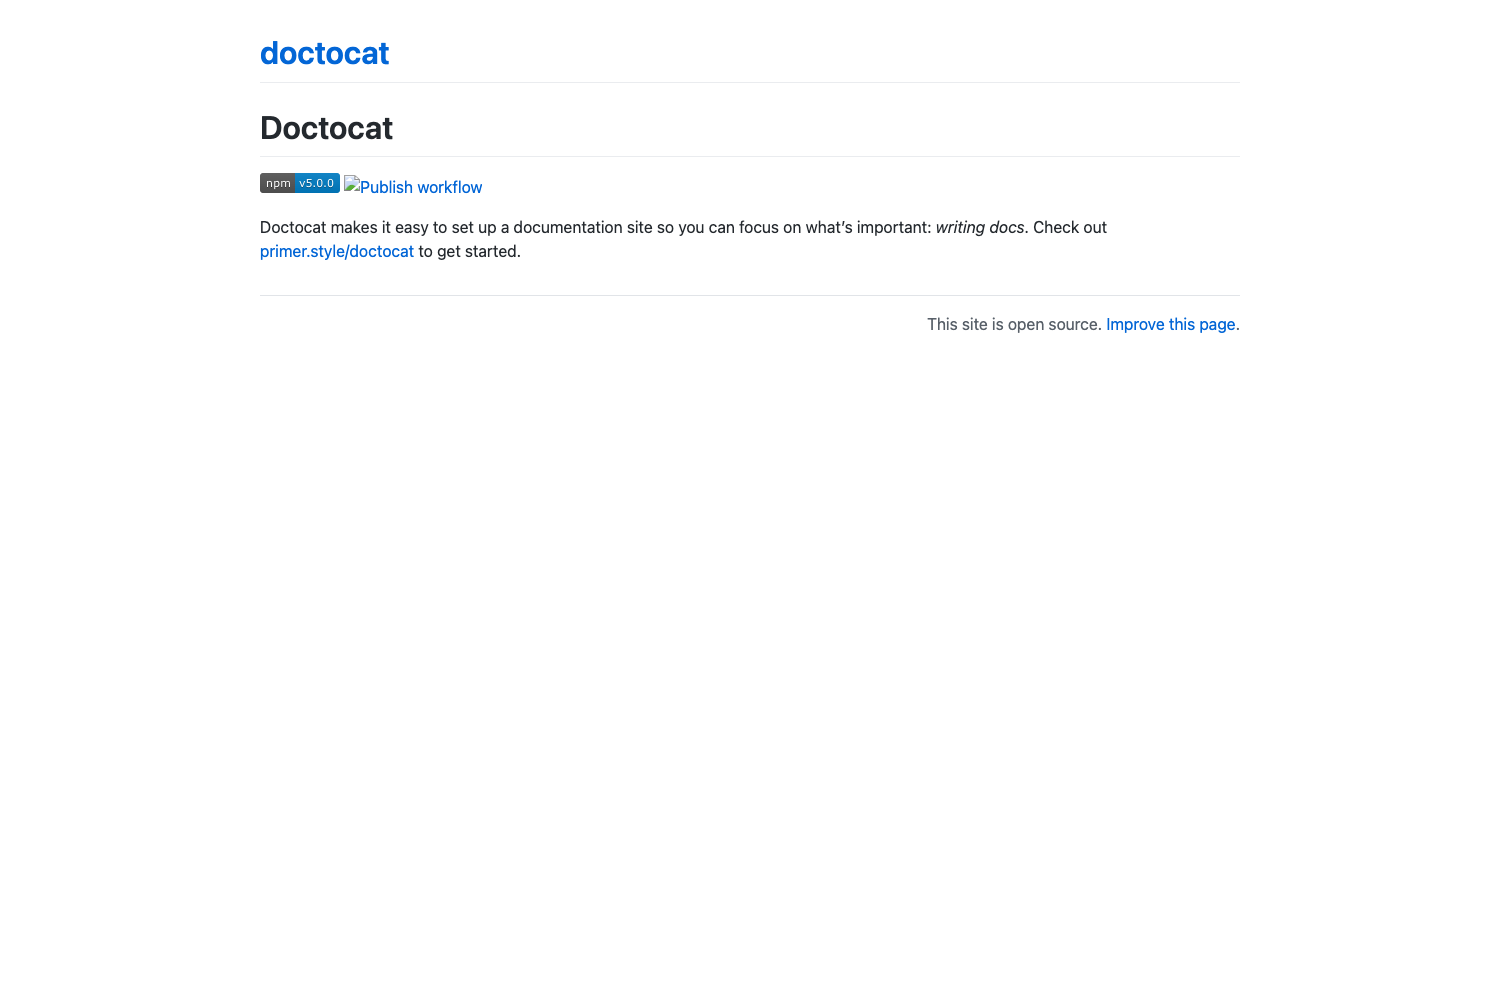 doctocat
Doctocat
npm v5.0.0 Publish workflow
Doctocat makes it easy to set up a documentation site so you can focus on what’s important: writing docs. Check out
primer.style/doctocat to get started.
This site is open source. Improve this page.